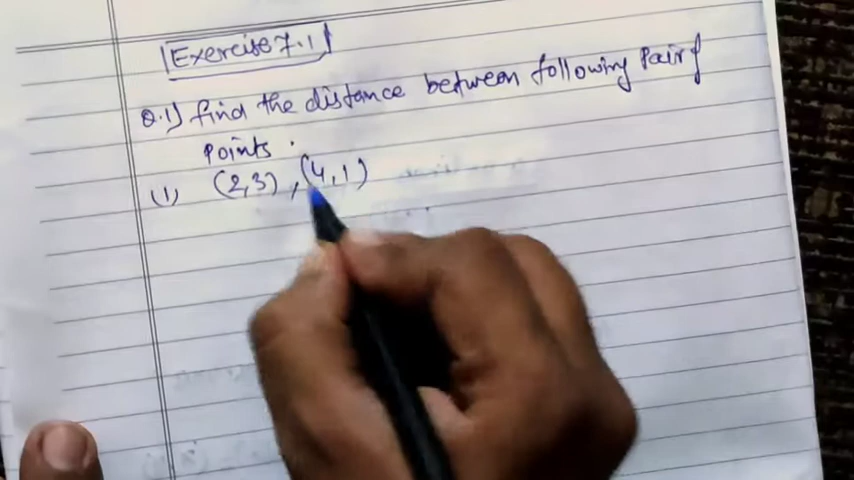 Exercise 7.1
Q.1) find the distance between following Pair of
Points .
(1) (2,3) , (4,1)